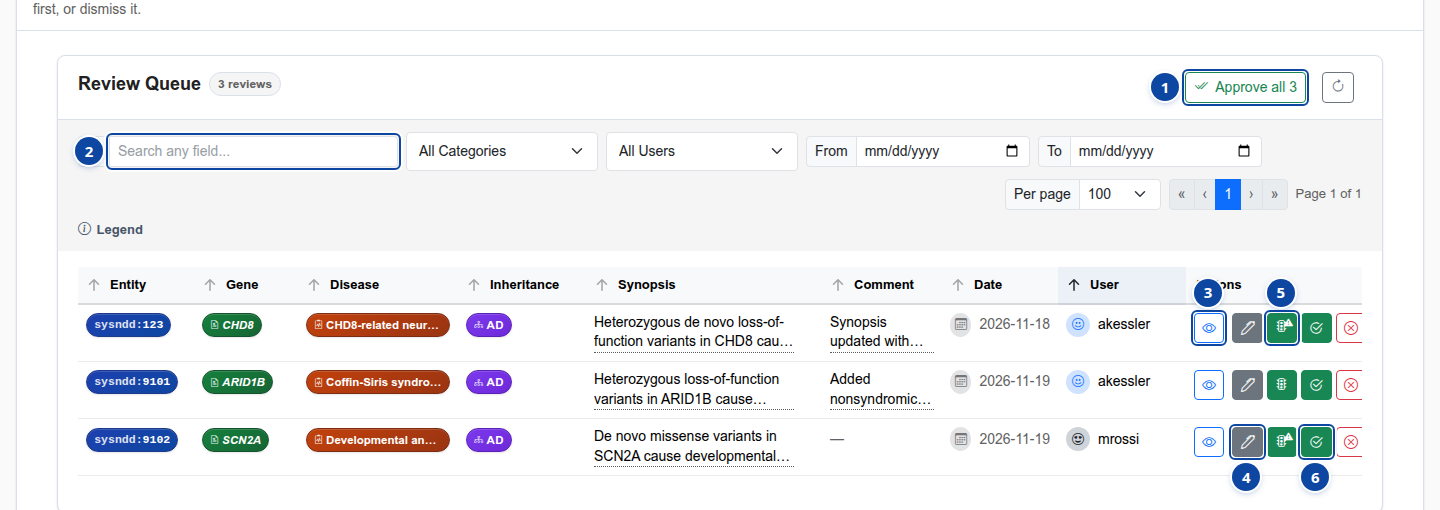 first, or dismiss it.
Review Queue 3 reviews
1 Approve all 3
2 Search any field... All Categories All Users From mm/dd/yyyy To mm/dd/yyyy
Per page 100 « ‹ 1 › » Page 1 of 1
Legend
Entity Gene Disease Inheritance Synopsis Comment Date User 3 ons 5
sysndd:123 CHD8 CHD8-related neur... AD Heterozygous de novo loss-of- Synopsis 2026-11-18 akessler
function variants in CHD8 cau... updated with...
sysndd:9101 ARID1B Coffin-Siris syndro... AD Heterozygous loss-of-function Added 2026-11-19 akessler
variants in ARID1B cause... nonsyndromic...
sysndd:9102 SCN2A Developmental an... AD De novo missense variants in — 2026-11-19 mrossi
SCN2A cause developmental...
4 6